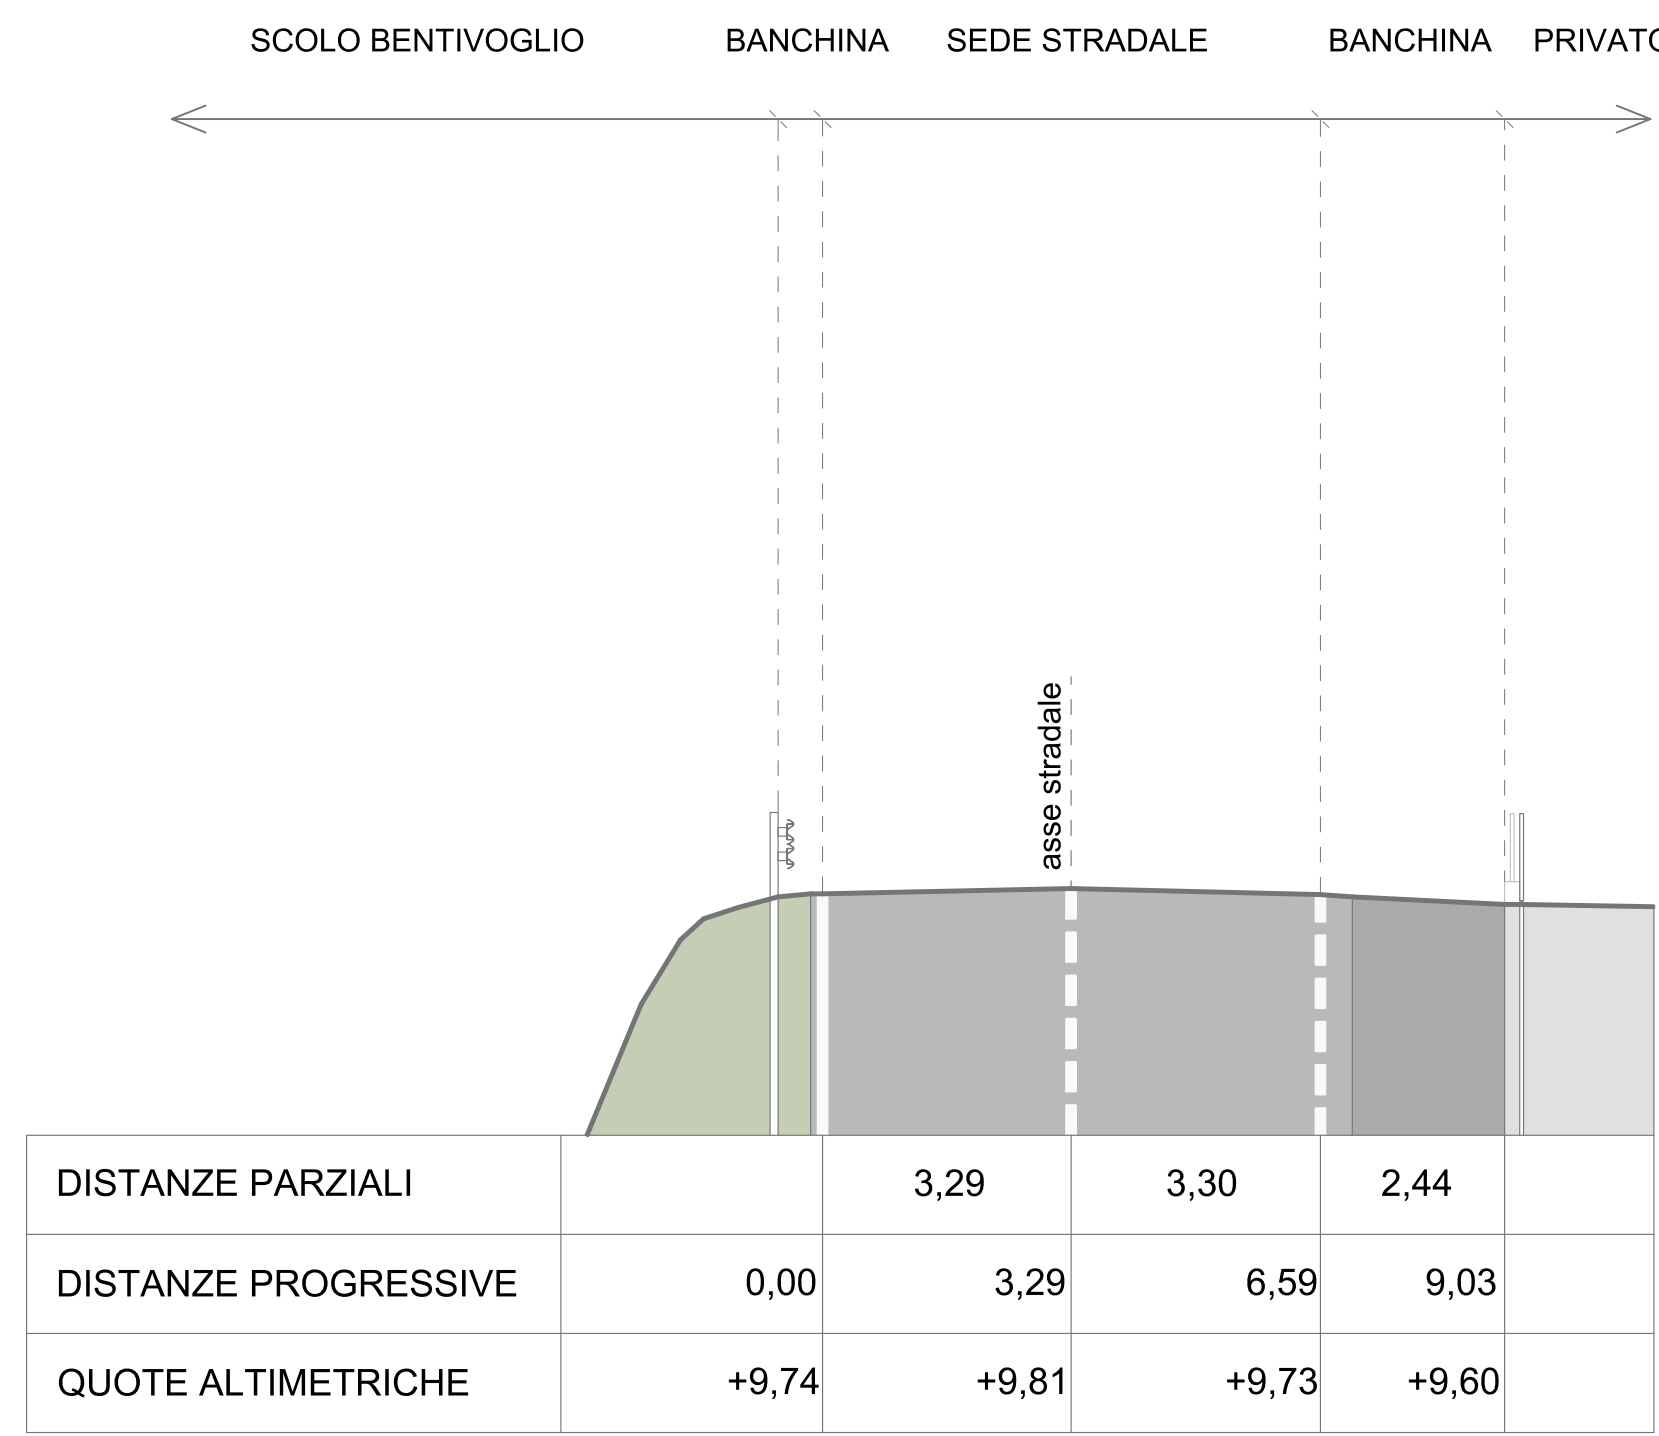 SCOLO BENTIVOGLIO BANCHINA SEDE STRADALE BANCHINA PRIVATO
asse stradale
DISTANZE PARZIALI 3,29 3,30 2,44
DISTANZE PROGRESSIVE 0,00 3,29 6,59 9,03
QUOTE ALTIMETRICHE +9,74 +9,81 +9,73 +9,60